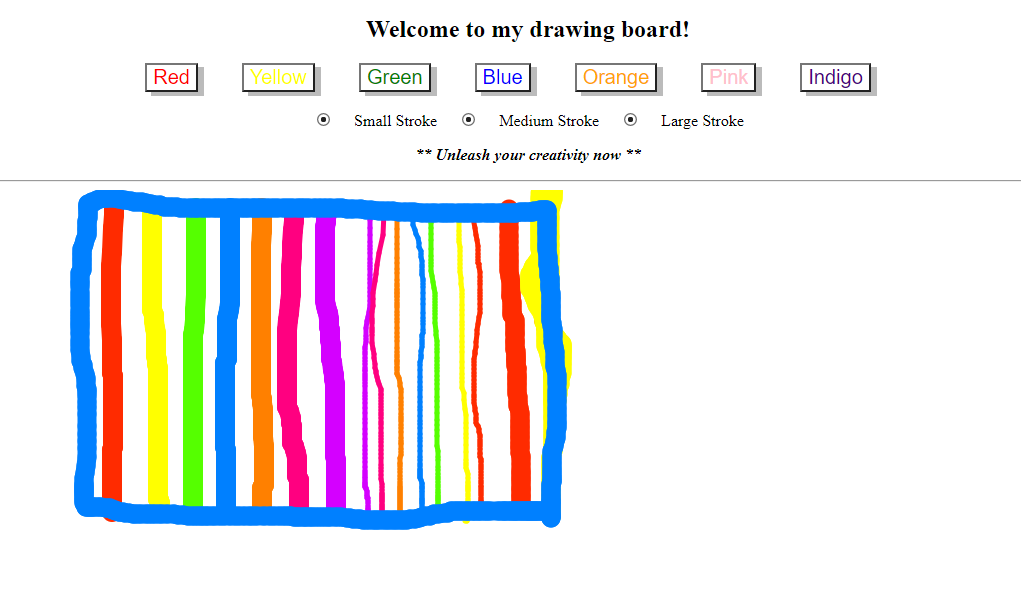 Welcome to my drawing board!
Red Yellow Green Blue Orange Pink Indigo
Small Stroke Medium Stroke Large Stroke
** Unleash your creativity now **